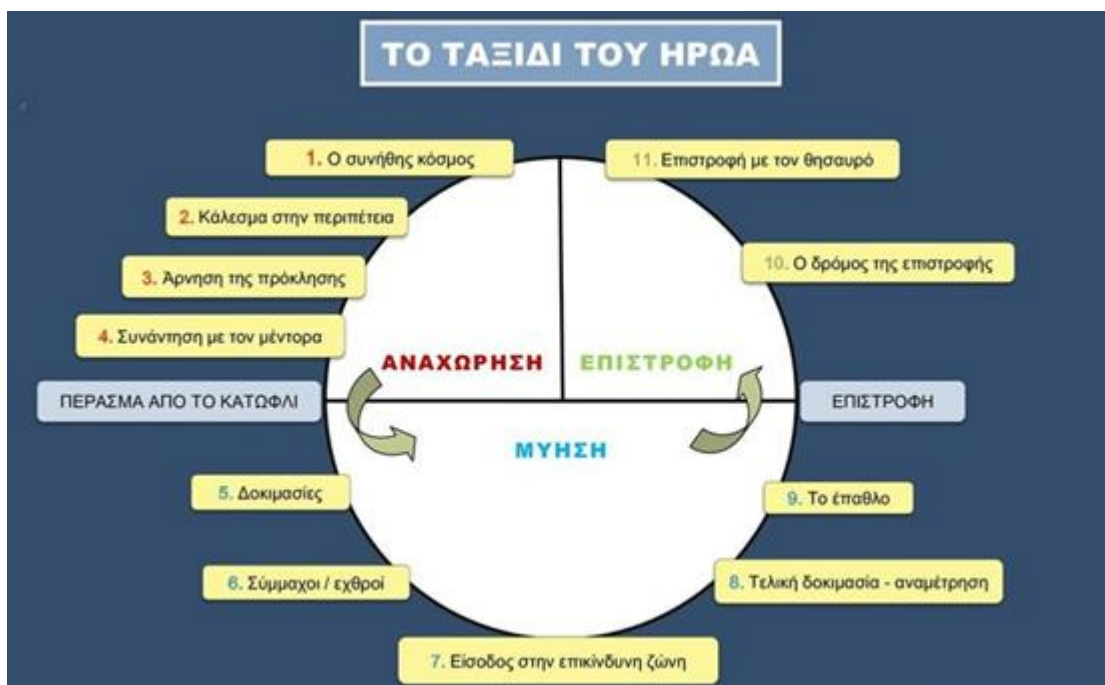 ΤΟ ΤΑΞΙΔΙ ΤΟΥ ΗΡΩΑ
1. Ο συνήθης κόσμος
2. Κάλεσμα στην περιπέτεια
3. Άρνηση της πρόκλησης
4. Συνάντηση με τον μέντορα
ΑΝΑΧΩΡΗΣΗ
ΠΕΡΑΣΜΑ ΑΠΟ ΤΟ ΚΑΤΩΦΛΙ
ΜΥΗΣΗ
5. Δοκιμασίες
6. Σύμμαχοι / εχθροί
7. Είσοδος στην επικίνδυνη ζώνη
8. Τελική δοκιμασία - αναμέτρηση
9. Το έπαθλο
ΕΠΙΣΤΡΟΦΗ
ΕΠΙΣΤΡΟΦΗ
10. Ο δρόμος της επιστροφής
11. Επιστροφή με τον θησαυρό